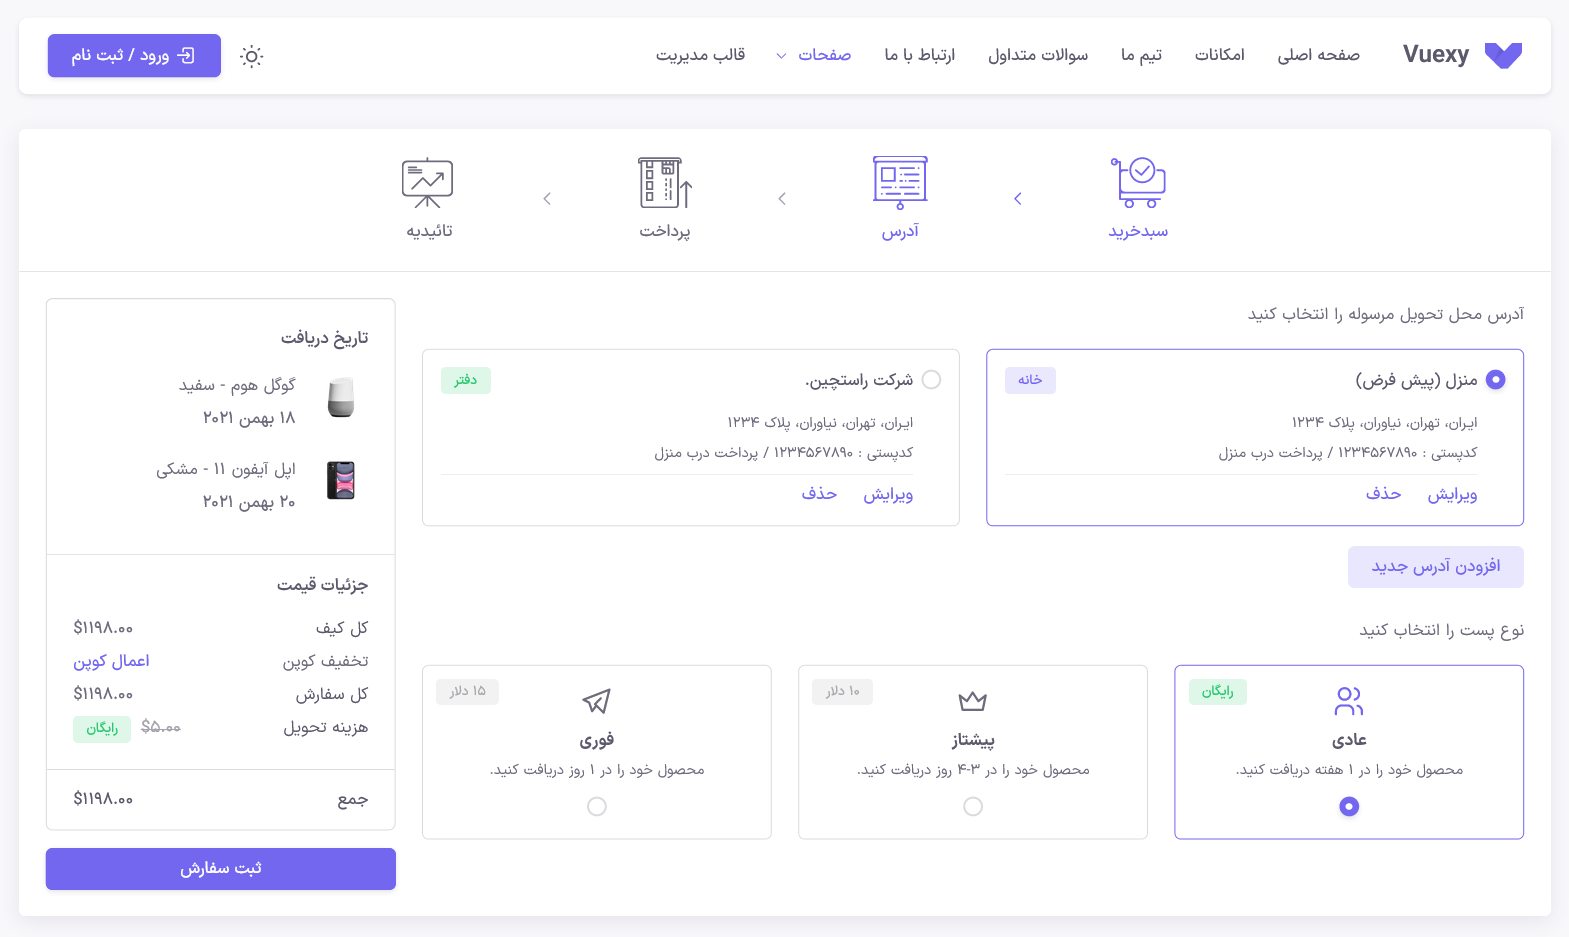 Vuexy
صفحه اصلی
امکانات
تیم ما
سوالات متداول
ارتباط با ما
صفحات
قالب مدیریت
ورود / ثبت نام
سبدخرید
آدرس
پرداخت
تائیدیه
آدرس محل تحویل مرسوله را انتخاب کنید
منزل (پیش فرض)
خانه
ایران، تهران، نیاوران، پلاک ۱۲۳۴
کدپستی : ۱۲۳۴۵۶۷۸۹۰ / پرداخت درب منزل
ویرایش
حذف
شرکت راستچین.
دفتر
ایران، تهران، نیاوران، پلاک ۱۲۳۴
کدپستی : ۱۲۳۴۵۶۷۸۹۰ / پرداخت درب منزل
ویرایش
حذف
افزودن آدرس جدید
نوع پست را انتخاب کنید
رایگان
عادی
محصول خود را در ۱ هفته دریافت کنید.
۱۰ دلار
پیشتاز
محصول خود را در ۳-۴ روز دریافت کنید.
۱۵ دلار
فوری
محصول خود را در ۱ روز دریافت کنید.
تاریخ دریافت
گوگل هوم - سفید
۱۸ بهمن ۲۰۲۱
اپل آیفون ۱۱ - مشکی
۲۰ بهمن ۲۰۲۱
جزئیات قیمت
کل کیف
$۱۱۹۸.۰۰
تخفیف کوپن
اعمال کوپن
کل سفارش
$۱۱۹۸.۰۰
هزینه تحویل
$۵.۰۰
رایگان
جمع
$۱۱۹۸.۰۰
ثبت سفارش